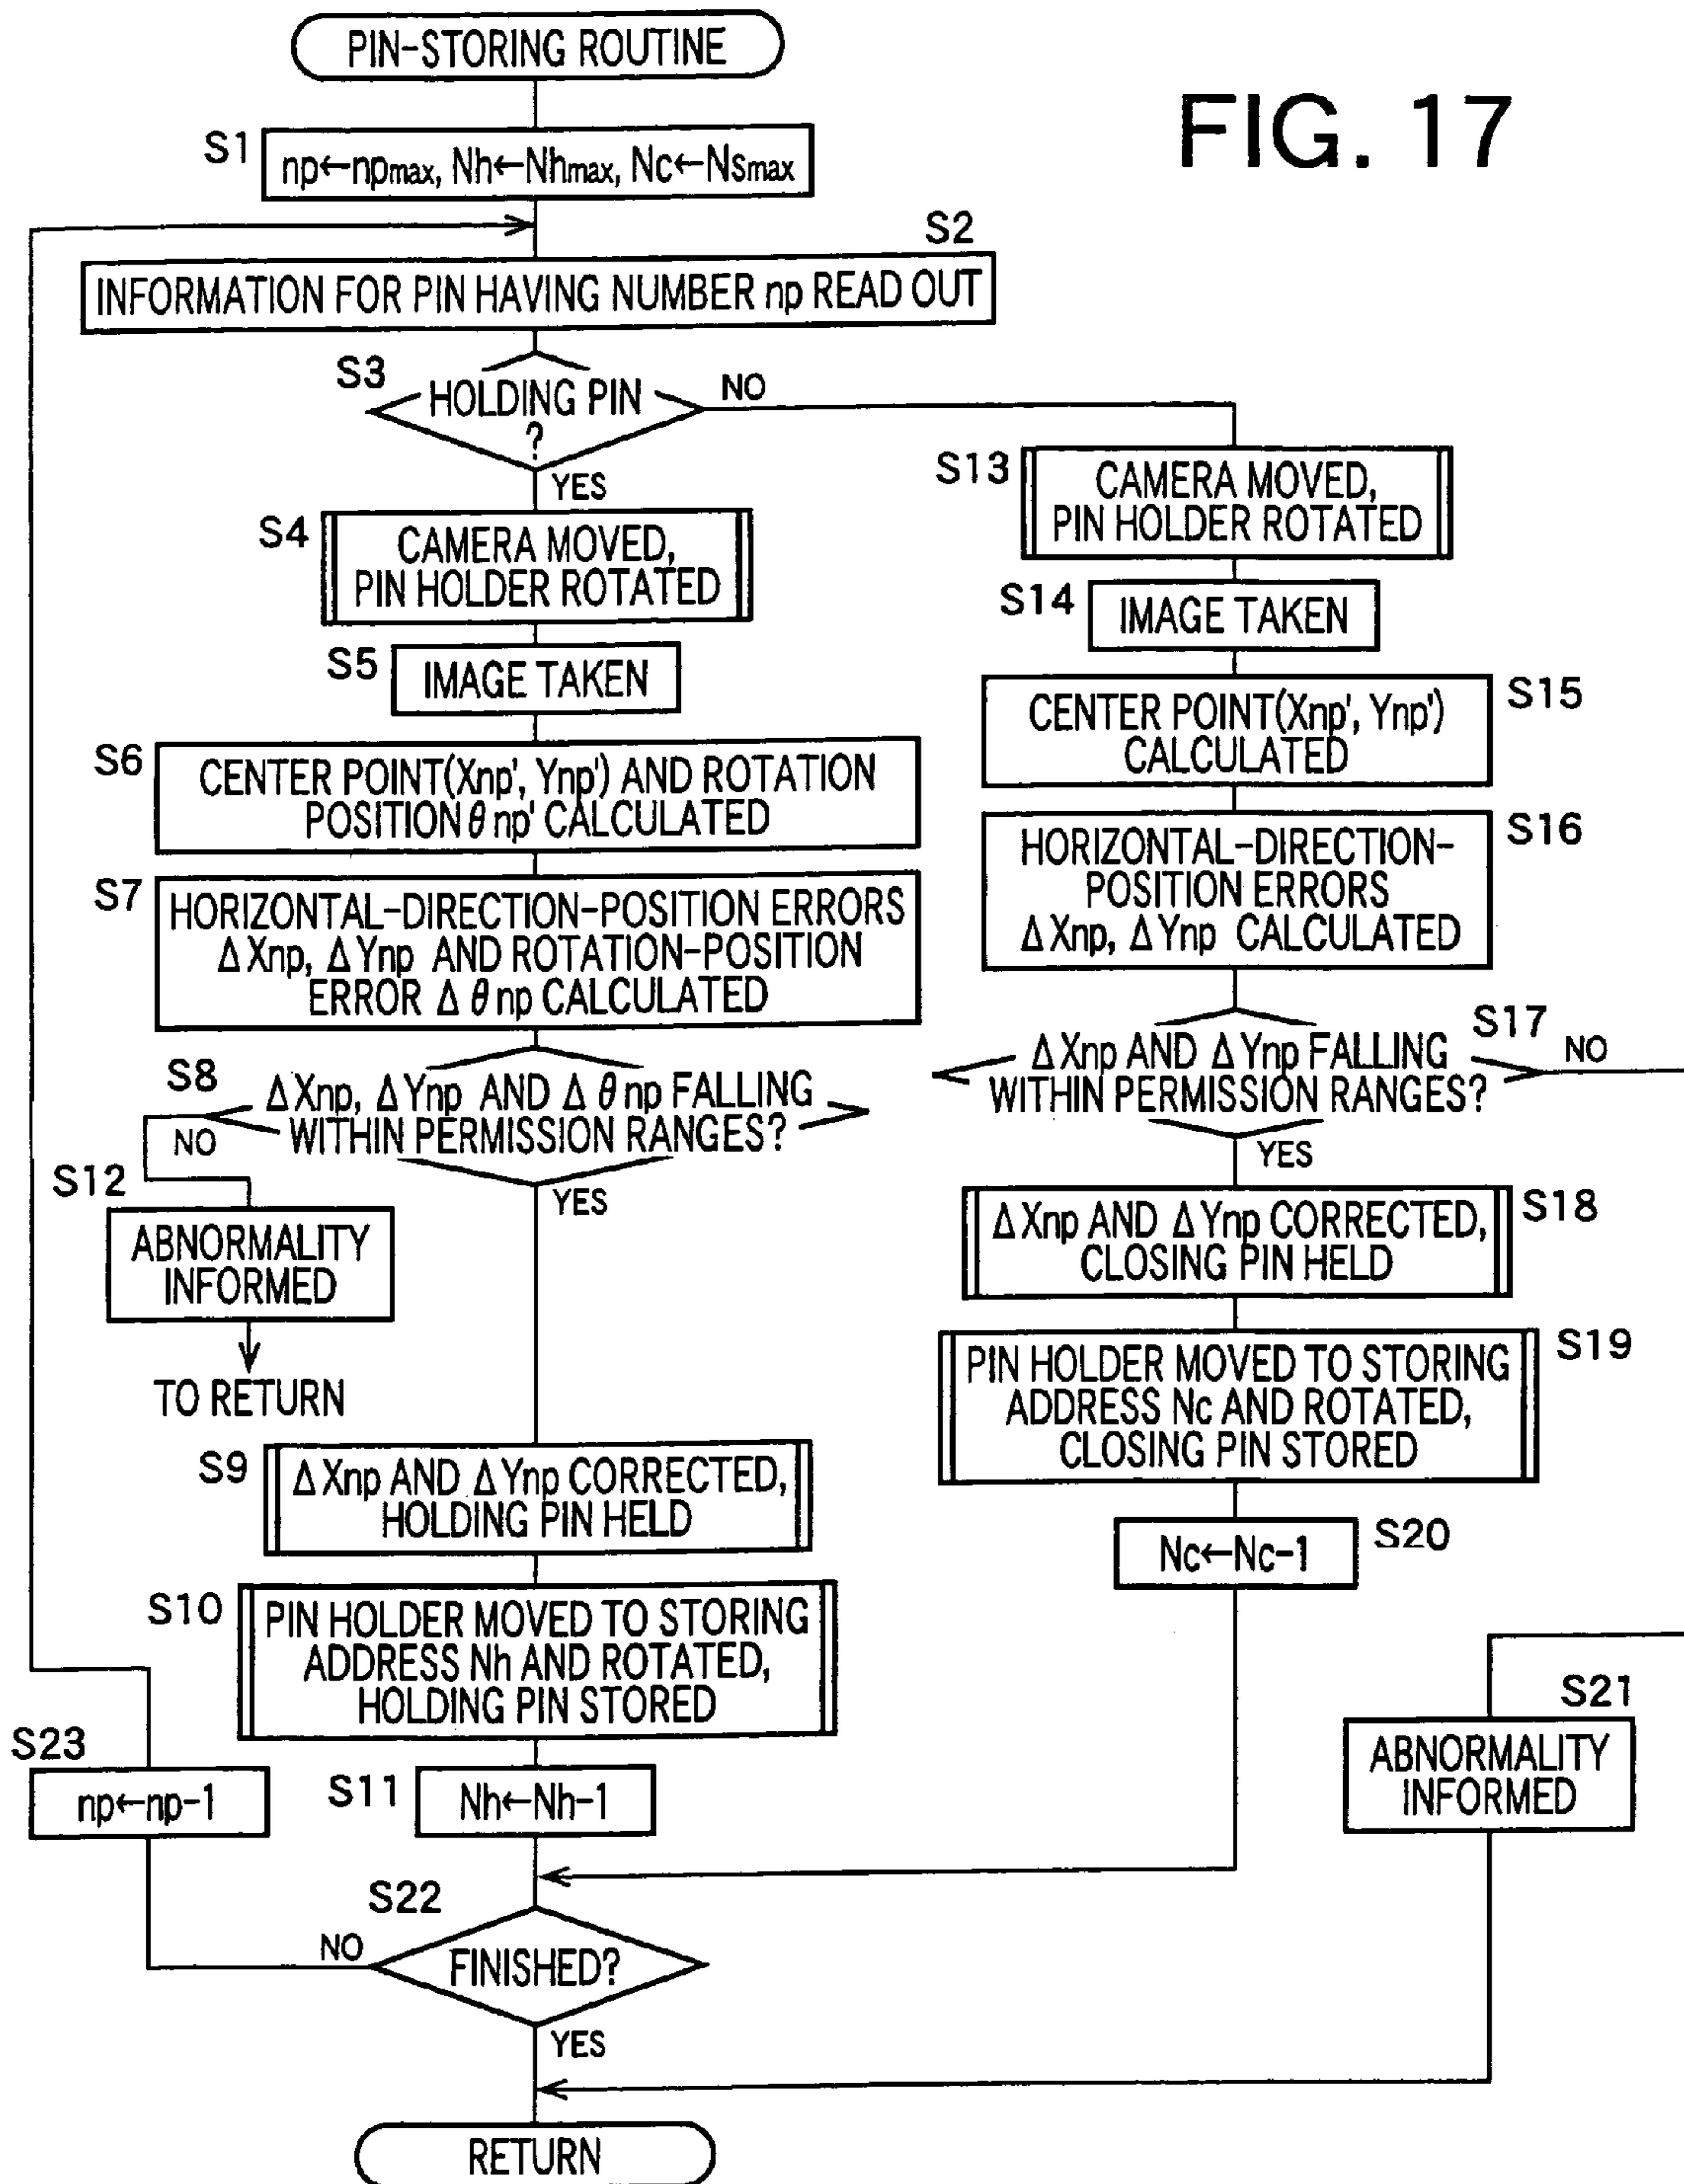 PIN-STORING ROUTINE
FIG. 17
S1
np←npmax, Nh←Nhmax, Nc←Nsmax
S2
INFORMATION FOR PIN HAVING NUMBER np READ OUT
S3
HOLDING PIN
?
NO
YES
S4
CAMERA MOVED,
PIN HOLDER ROTATED
S5
IMAGE TAKEN
S6
CENTER POINT(Xnp', Ynp') AND ROTATION
POSITION θnp' CALCULATED
S7
HORIZONTAL-DIRECTION-POSITION ERRORS
ΔXnp, ΔYnp AND ROTATION-POSITION
ERROR Δθnp CALCULATED
S8
ΔXnp, ΔYnp AND Δθnp FALLING
WITHIN PERMISSION RANGES?
NO
YES
S12
ABNORMALITY
INFORMED
TO RETURN
S9
ΔXnp AND ΔYnp CORRECTED,
HOLDING PIN HELD
S10
PIN HOLDER MOVED TO STORING
ADDRESS Nh AND ROTATED,
HOLDING PIN STORED
S11
Nh←Nh-1
S13
CAMERA MOVED,
PIN HOLDER ROTATED
S14
IMAGE TAKEN
S15
CENTER POINT(Xnp', Ynp')
CALCULATED
S16
HORIZONTAL-DIRECTION-
POSITION ERRORS
ΔXnp, ΔYnp CALCULATED
S17
ΔXnp AND ΔYnp FALLING
WITHIN PERMISSION RANGES?
NO
YES
S18
ΔXnp AND ΔYnp CORRECTED,
CLOSING PIN HELD
S19
PIN HOLDER MOVED TO STORING
ADDRESS Nc AND ROTATED,
CLOSING PIN STORED
S20
Nc←Nc-1
S21
ABNORMALITY
INFORMED
S22
FINISHED?
NO
YES
S23
np←np-1
RETURN